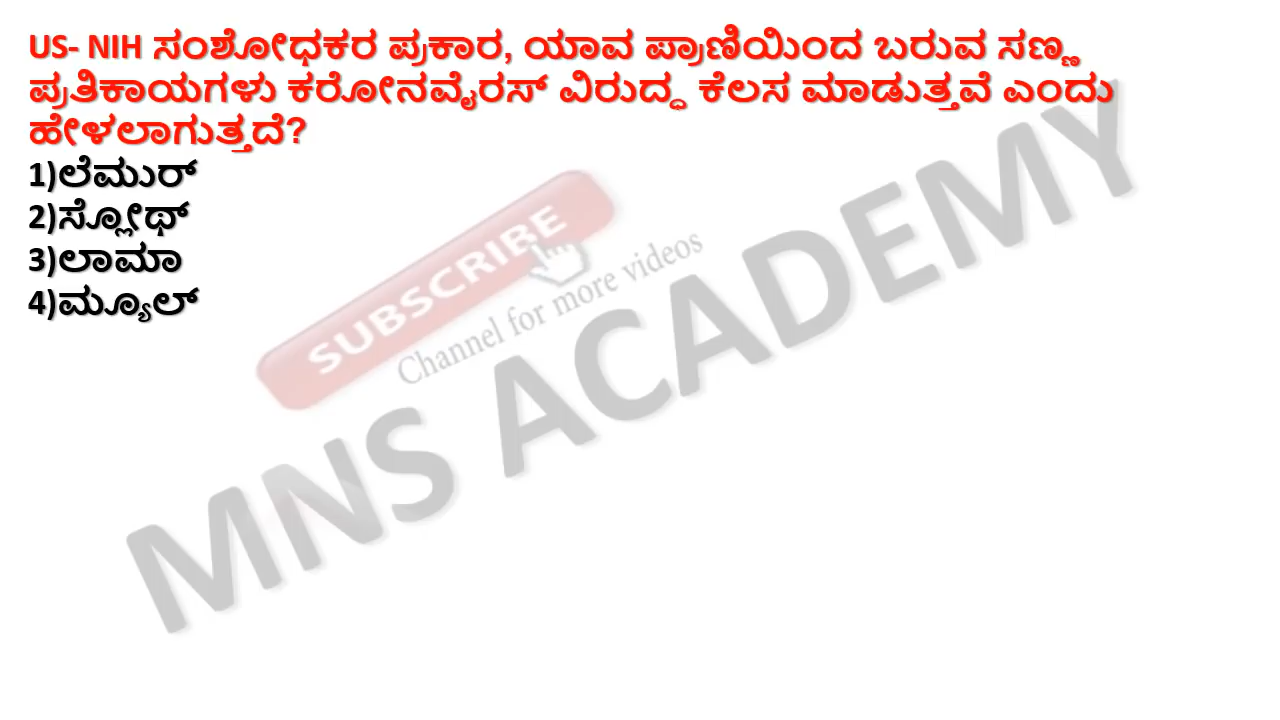 US- NIH ಸಂಶೋಧಕರ ಪ್ರಕಾರ, ಯಾವ ಪ್ರಾಣಿಯಿಂದ ಬರುವ ಸಣ್ಣ
ಪ್ರತಿಕಾಯಗಳು ಕರೋನವೈರಸ್ ವಿರುದ್ಧ ಕೆಲಸ ಮಾಡುತ್ತವೆ ಎಂದು
ಹೇಳಲಾಗುತ್ತದೆ?
1)ಲೆಮುರ್
2)ಸ್ಲೋಥ್
3)ಲಾಮಾ
4)ಮ್ಯೂಲ್
SUBSCRIBE
Channel for more videos
MNS ACADEMY